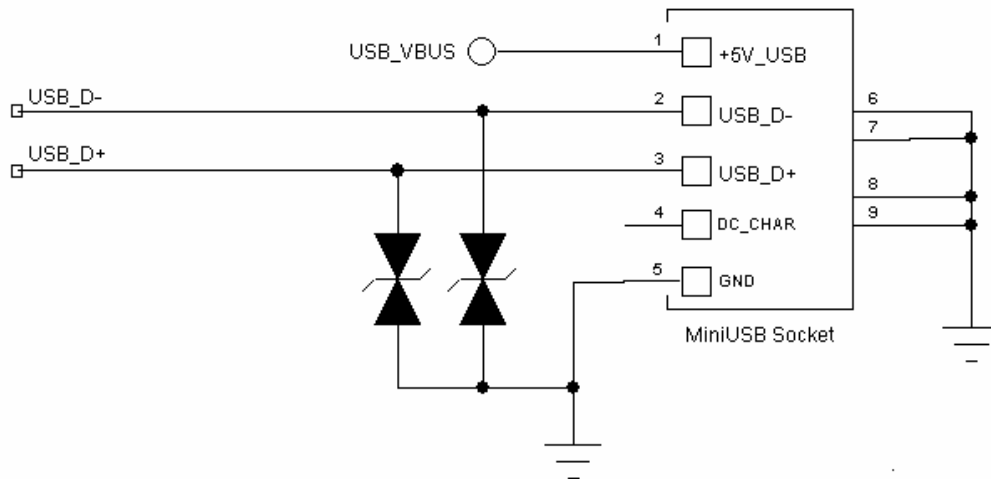 USB_VBUS
1
+5V_USB
USB_D-
2
USB_D-
6
7
USB_D+
3
USB_D+
8
4
DC_CHAR
9
5
GND
MiniUSB Socket